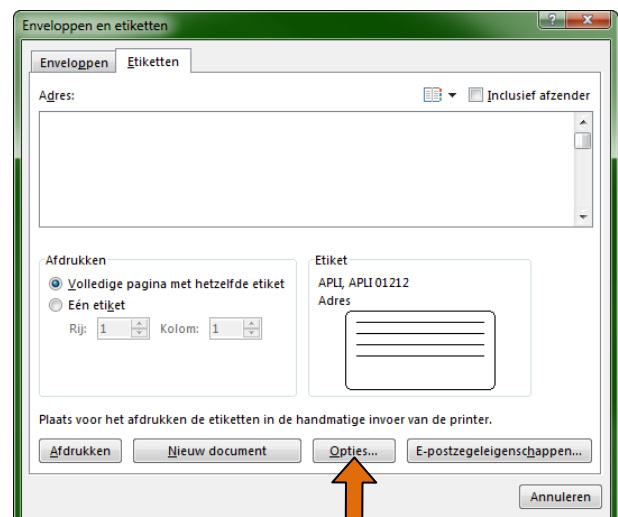 Enveloppen en etiketten
Enveloppen Etiketten
Adres: Inclusief afzender
Afdrukken Etiket
Volledige pagina met hetzelfde etiket APLI, APLI 01212
Eén etiket Adres
Rij: 1 Kolom: 1
Plaats voor het afdrukken de etiketten in de handmatige invoer van de printer.
Afdrukken Nieuw document Opties... E-postzegeleigenschappen...
Annuleren